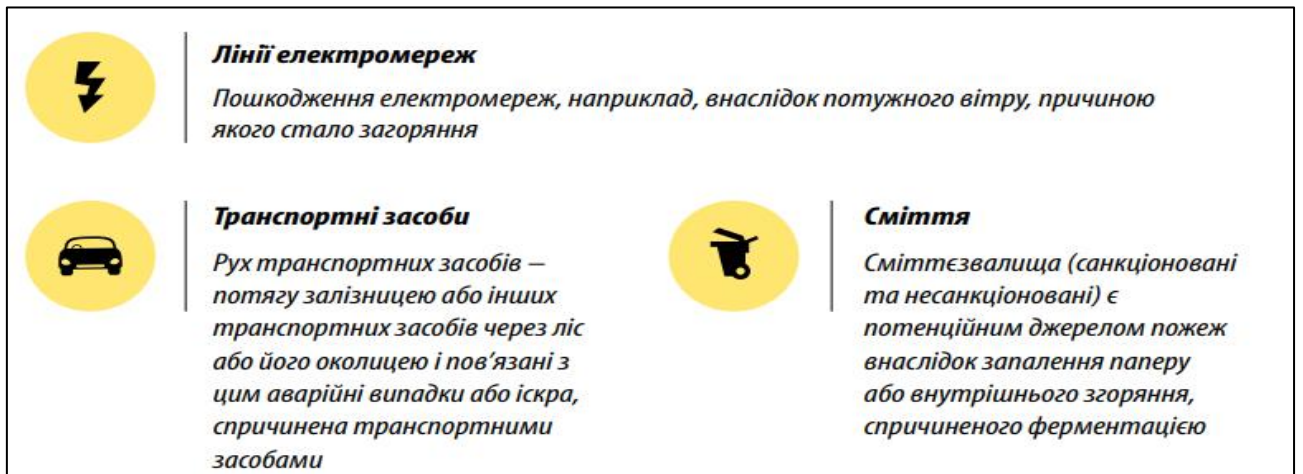 Лінії електромереж
Пошкодження електромереж, наприклад, внаслідок потужного вітру, причиною
якого стало загоряння
Транспортні засоби
Рух транспортних засобів —
потягу залізницею або інших
транспортних засобів через ліс
або його околицею і пов’язані з
цим аварійні випадки або іскра,
спричинена транспортними
засобами
Сміття
Сміттєзвалища (санкціоновані
та несанкціоновані) є
потенційним джерелом пожеж
внаслідок запалення паперу
або внутрішнього згоряння,
спричиненого ферментацією